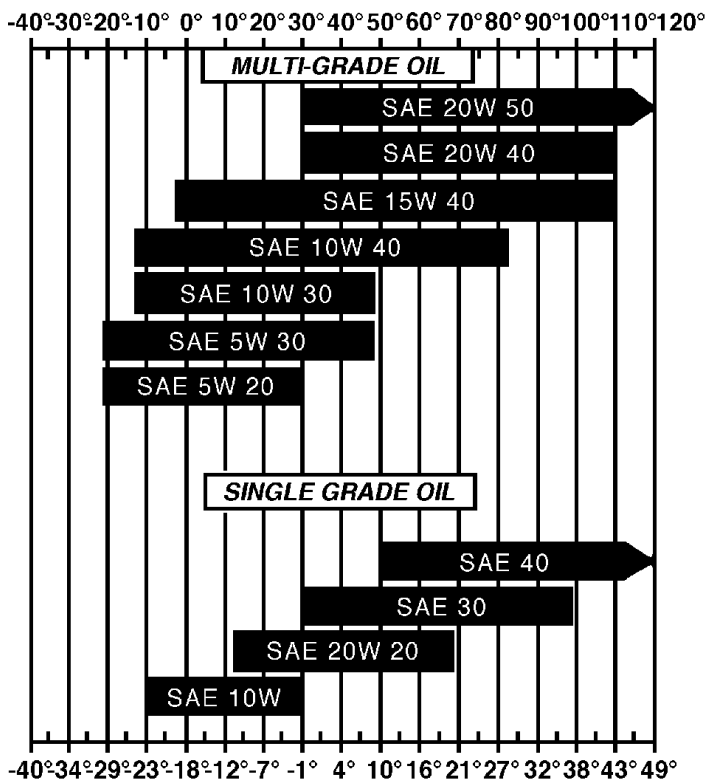 -40°-30°-20°-10° 0° 10° 20° 30° 40° 50° 60° 70° 80° 90° 100°110°120°
MULTI-GRADE OIL
SAE 20W 50
SAE 20W 40
SAE 15W 40
SAE 10W 40
SAE 10W 30
SAE 5W 30
SAE 5W 20
SINGLE GRADE OIL
SAE 40
SAE 30
SAE 20W 20
SAE 10W
-40°-34°-29°-23°-18°-12°-7° -1° 4° 10°16° 21°27° 32° 38° 43° 49°